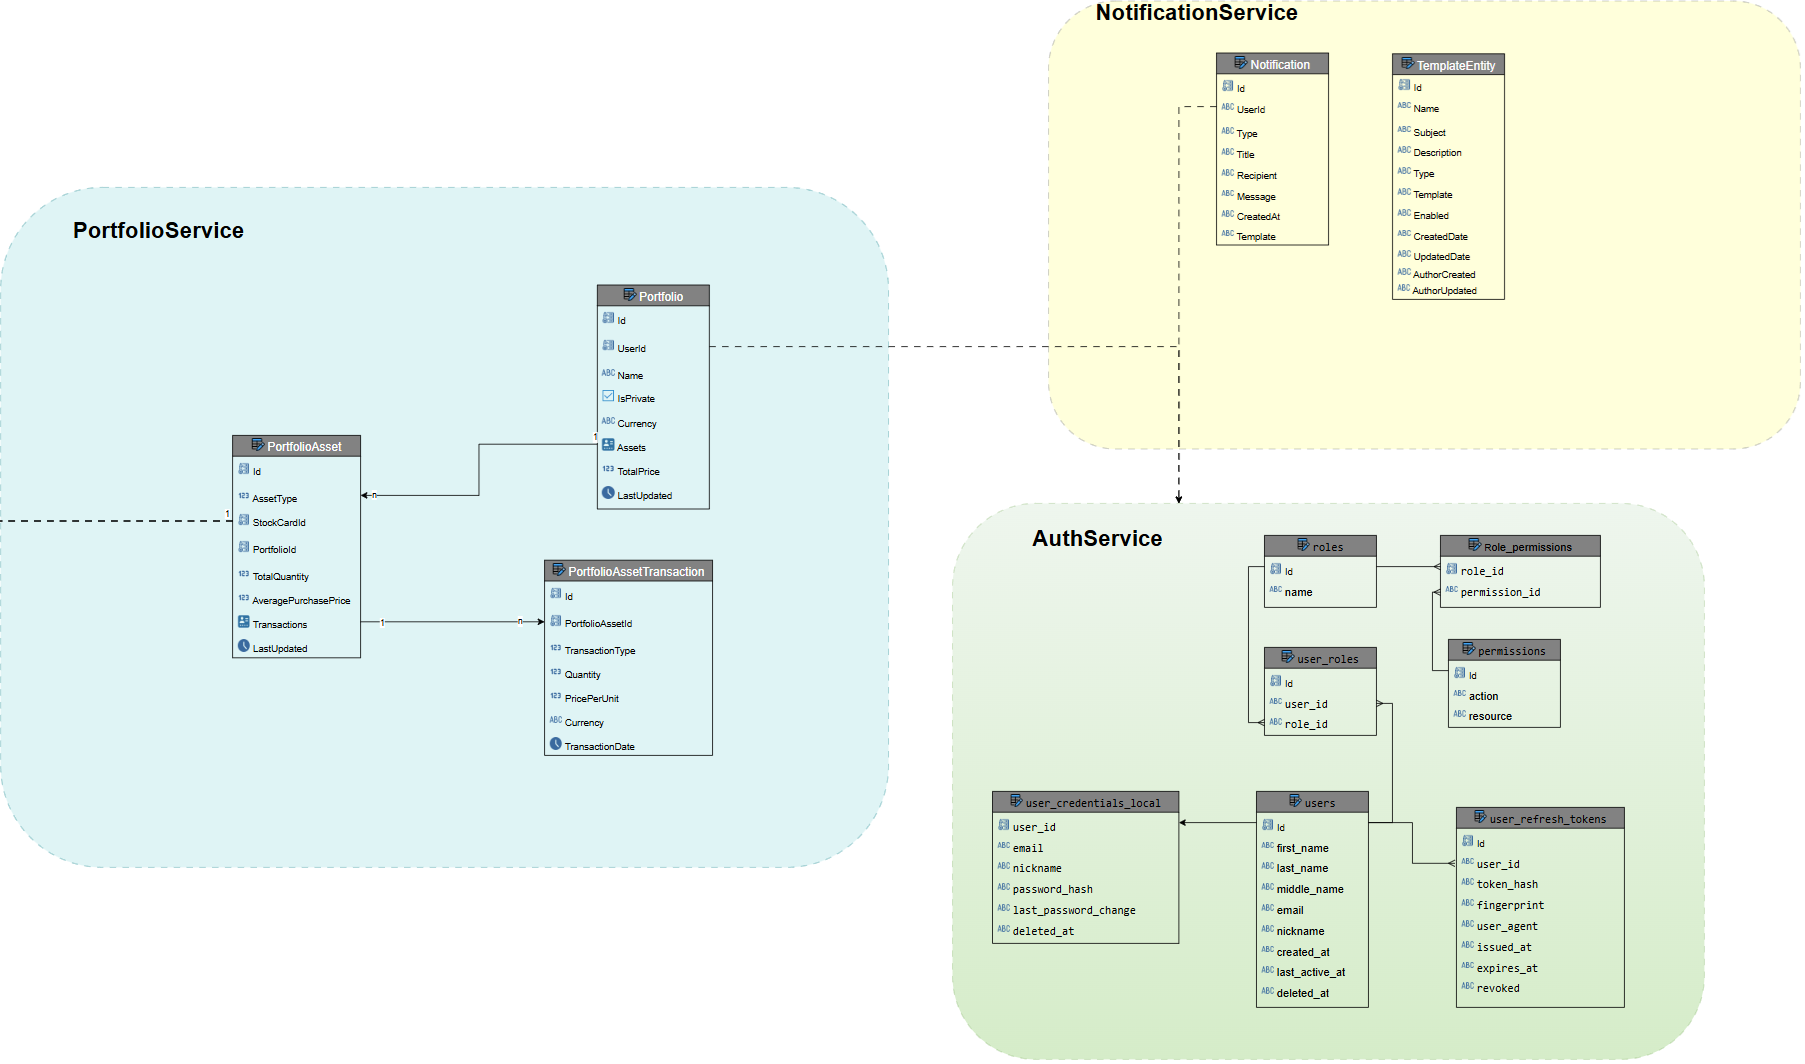 NotificationService
Notification
Id
UserId
Type
Title
Recipient
Message
CreatedAt
Template
TemplateEntity
Id
Name
Subject
Description
Type
Template
Enabled
CreatedDate
UpdatedDate
AuthorCreated
AuthorUpdated
PortfolioService
Portfolio
Id
UserId
Name
IsPrivate
Currency
1
Assets
TotalPrice
LastUpdated
PortfolioAsset
Id
n
AssetType
1
StockCardId
PortfolioId
TotalQuantity
AveragePurchasePrice
Transactions
1
n
LastUpdated
PortfolioAssetTransaction
Id
PortfolioAssetId
TransactionType
Quantity
PricePerUnit
Currency
TransactionDate
AuthService
roles
Id
name
Role_permissions
role_id
permission_id
user_roles
Id
user_id
role_id
permissions
Id
action
resource
user_credentials_local
user_id
email
nickname
password_hash
last_password_change
deleted_at
users
Id
first_name
last_name
middle_name
email
nickname
created_at
last_active_at
deleted_at
user_refresh_tokens
Id
user_id
token_hash
fingerprint
user_agent
issued_at
expires_at
revoked